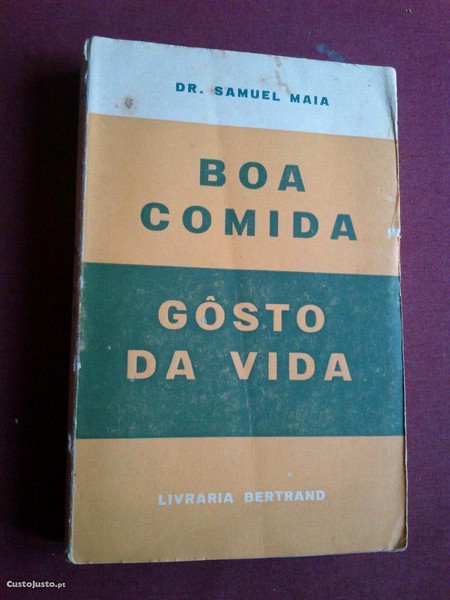 DR. SAMUEL MAIA
BOA
COMIDA
GÔSTO
DA VIDA
LIVRARIA BERTRAND
CustoJusto.pt